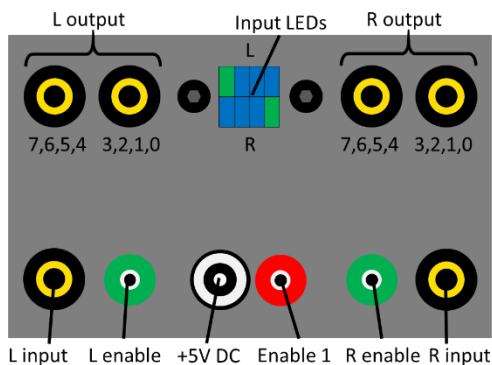 L output Input LEDs R output
L
7,6,5,4 3,2,1,0 R 7,6,5,4 3,2,1,0
L input L enable +5V DC Enable 1 R enable R input